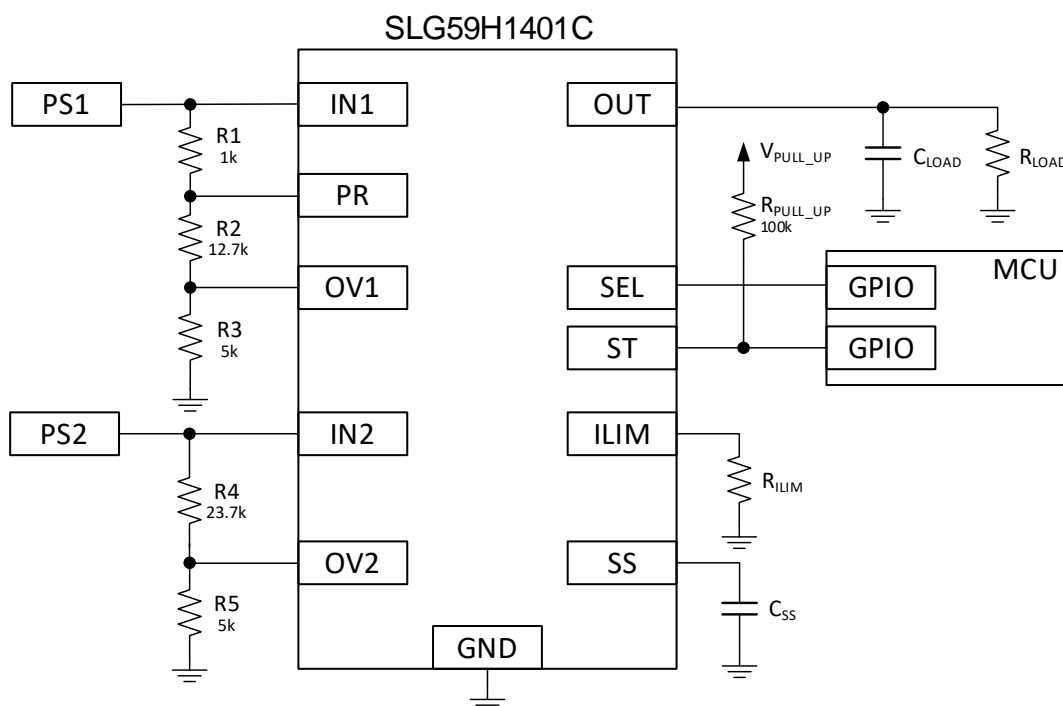 SLG59H1401C
PS1
IN1
OUT
R1
1k
VPULL_UP
CLOAD
RLOAD
PR
RPULL_UP
100k
R2
12.7k
MCU
OV1
SEL
GPIO
R3
5k
ST
GPIO
PS2
IN2
ILIM
R4
23.7k
RILIM
OV2
SS
R5
5k
CSS
GND